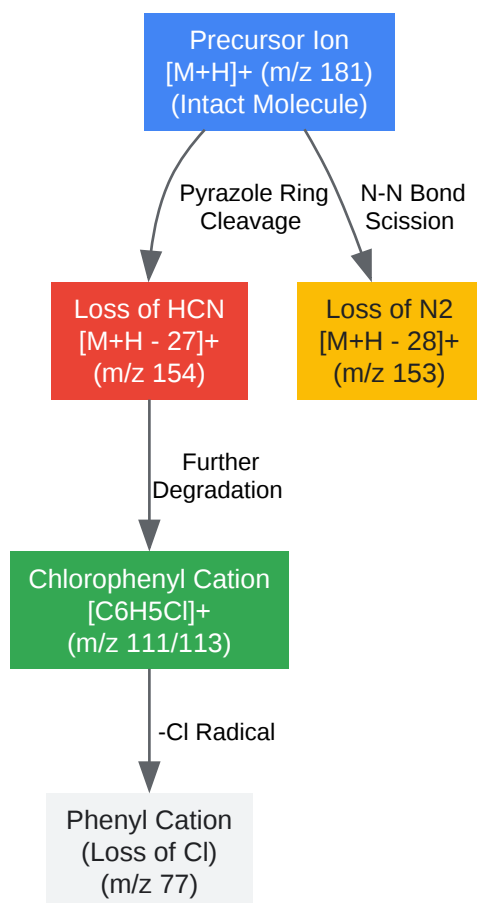 Precursor Ion
[M+H]+ (m/z 181)
(Intact Molecule)
Pyrazole Ring
Cleavage
N-N Bond
Scission
Loss of HCN
[M+H - 27]+
(m/z 154)
Loss of N2
[M+H - 28]+
(m/z 153)
Further
Degradation
Chlorophenyl Cation
[C6H5Cl]+
(m/z 111/113)
-Cl Radical
Phenyl Cation
(Loss of Cl)
(m/z 77)